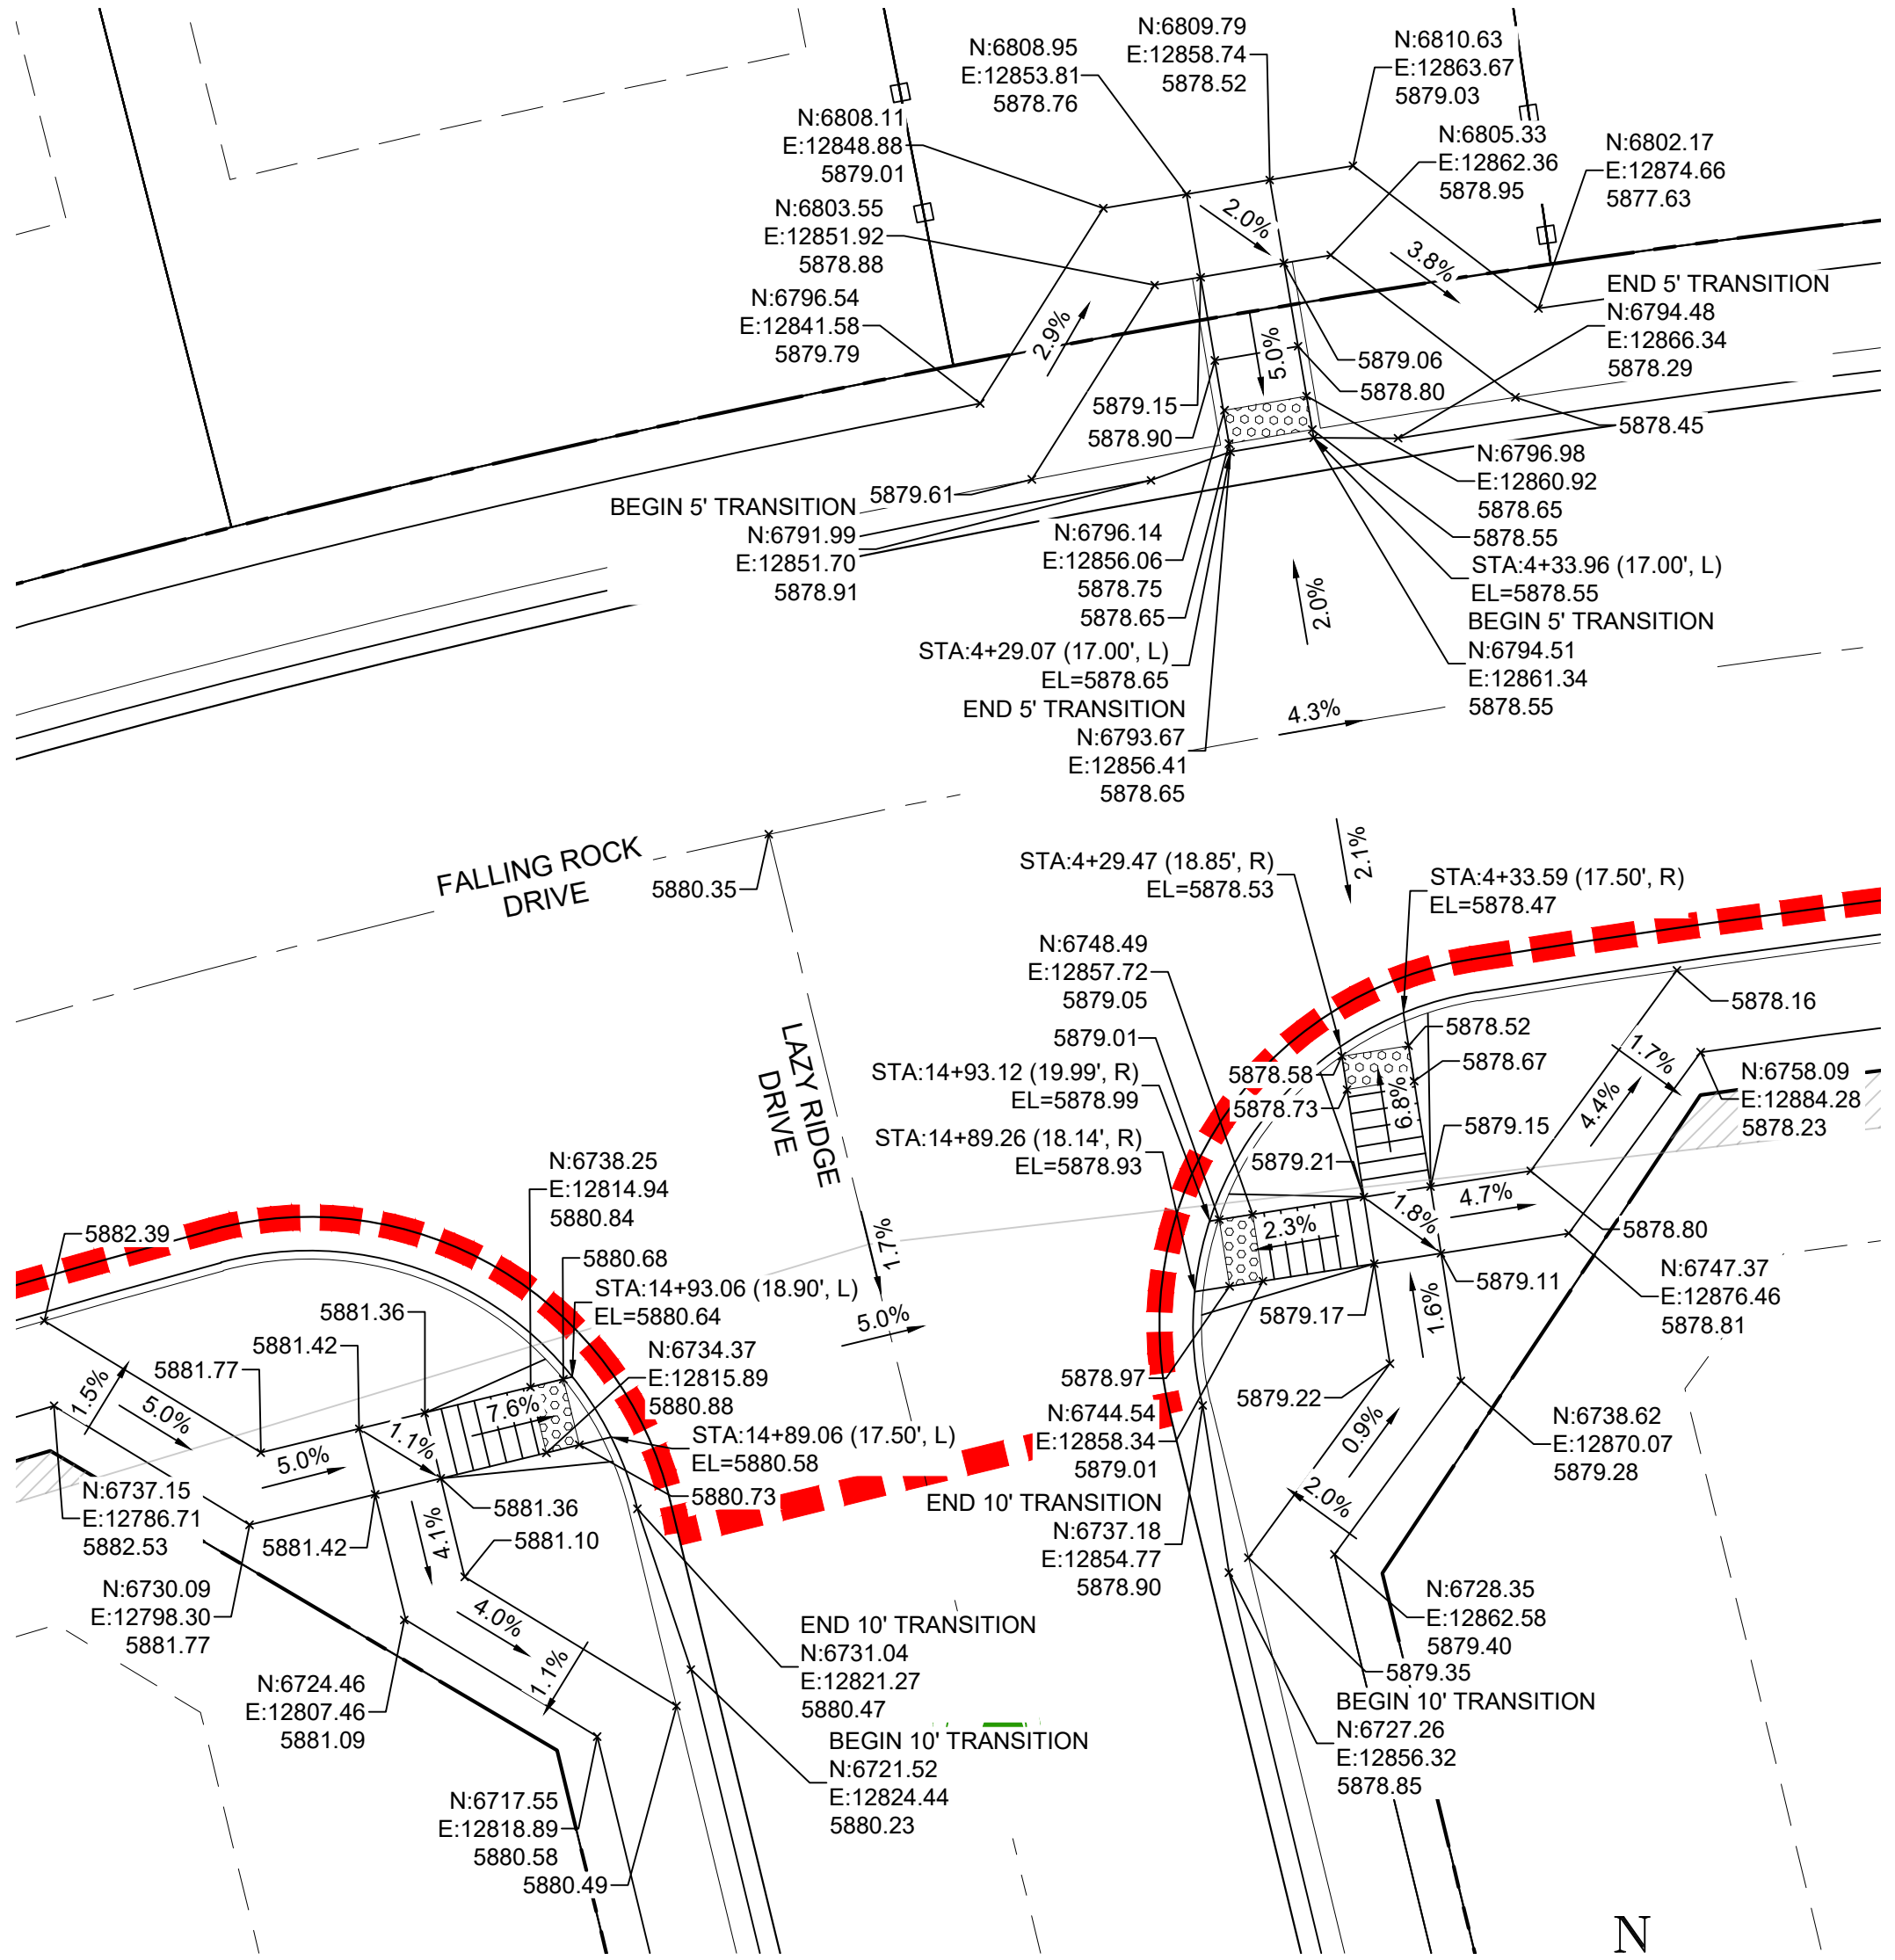 N:6808.95
E:12853.81
5878.76
N:6809.79
E:12858.74
5878.52
N:6810.63
E:12863.67
5879.03
N:6808.11
E:12848.88
5879.01
N:6805.33
E:12862.36
5878.95
N:6802.17
E:12874.66
5877.63
N:6803.55
E:12851.92
5878.88
N:6796.54
E:12841.58
5879.79
2.0%
3.8%
2.9%
5.0%
END 5' TRANSITION
N:6794.48
E:12866.34
5878.29
5879.06
5878.80
5879.15
5878.90
5878.45
5879.61
BEGIN 5' TRANSITION
N:6791.99
E:12851.70
5878.91
N:6796.14
E:12856.06
5878.75
5878.65
N:6796.98
E:12860.92
5878.65
5878.55
STA:4+33.96 (17.00', L)
EL=5878.55
BEGIN 5' TRANSITION
N:6794.51
E:12861.34
5878.55
2.0%
STA:4+29.07 (17.00', L)
EL=5878.65
END 5' TRANSITION
N:6793.67
E:12856.41
5878.65
4.3%
FALLING ROCK
DRIVE
5880.35
2.1%
STA:4+29.47 (18.85', R)
EL=5878.53
STA:4+33.59 (17.50', R)
EL=5878.47
N:6748.49
E:12857.72
5879.05
5879.01
STA:14+93.12 (19.99', R)
EL=5878.99
STA:14+89.26 (18.14', R)
EL=5878.93
LAZY RIDGE
DRIVE
5878.16
5878.52
5878.67
5878.58
5878.73
6.8%
1.7%
4.4%
N:6758.09
E:12884.28
5878.23
5879.15
5879.21
4.7%
1.8%
2.3%
5878.80
5879.11
5879.17
1.6%
N:6747.37
E:12876.46
5878.81
1.7%
5.0%
N:6738.25
E:12814.94
5880.84
5882.39
5880.68
STA:14+93.06 (18.90', L)
EL=5880.64
5881.36
5881.42
5881.77
N:6734.37
E:12815.89
5880.88
STA:14+89.06 (17.50', L)
EL=5880.58
5880.73
1.5%
5.0%
5.0%
1.1%
7.6%
5878.97
5879.22
N:6744.54
E:12858.34
5879.01
0.9%
2.0%
N:6738.62
E:12870.07
5879.28
N:6737.15
E:12786.71
5882.53
5881.36
5881.42
5881.10
4.1%
END 10' TRANSITION
N:6737.18
E:12854.77
5878.90
N:6730.09
E:12798.30
5881.77
4.0%
1.1%
END 10' TRANSITION
N:6731.04
E:12821.27
5880.47
N:6728.35
E:12862.58
5879.40
5879.35
N:6724.46
E:12807.46
5881.09
BEGIN 10' TRANSITION
N:6721.52
E:12824.44
5880.23
BEGIN 10' TRANSITION
N:6727.26
E:12856.32
5878.85
N:6717.55
E:12818.89
5880.58
5880.49
N